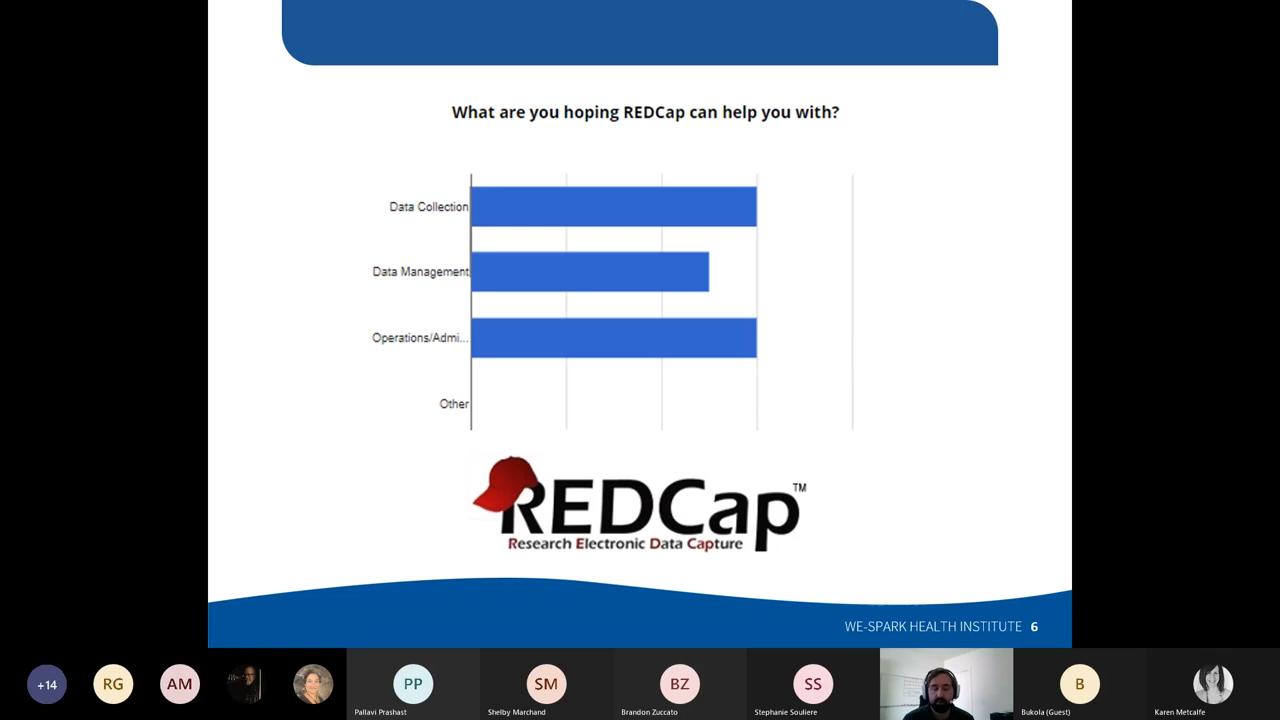 What are you hoping REDCap can help you with?
Data Collection
Data Management
Operations/Admi...
Other
REDCap™
Research Electronic Data Capture
WE-SPARK HEALTH INSTITUTE 6
+14
RG
AM
PP
SM
BZ
SS
B
Pallavi Prashast
Shelby Marchand
Brandon Zuccato
Stephanie Souliere
Bukola (Guest)
Karen Metcalfe